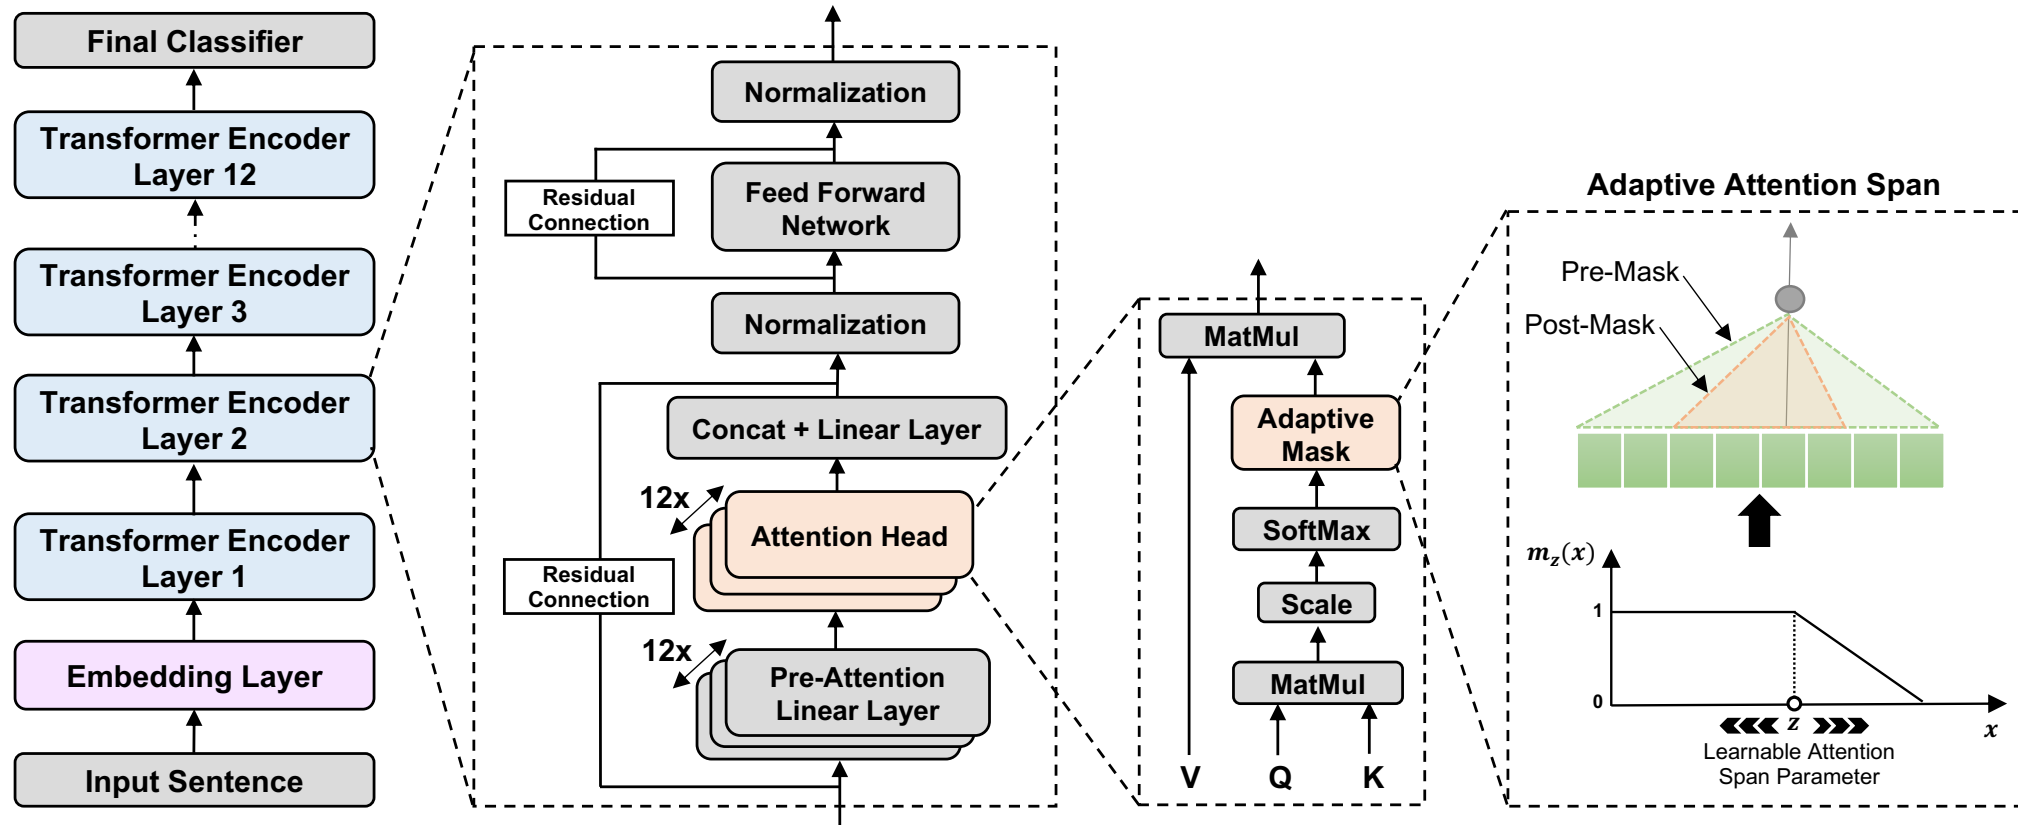 Final Classifier
Transformer Encoder
Layer 12
Transformer Encoder
Layer 3
Transformer Encoder
Layer 2
Transformer Encoder
Layer 1
Embedding Layer
Input Sentence
Normalization
Residual
Connection
Feed Forward
Network
Normalization
Concat + Linear Layer
12x
Attention Head
Residual
Connection
12x
Pre-Attention
Linear Layer
MatMul
Adaptive
Mask
SoftMax
Scale
MatMul
V Q K
Adaptive Attention Span
Pre-Mask
Post-Mask
m_z(x)
1
0
z
x
Learnable Attention
Span Parameter